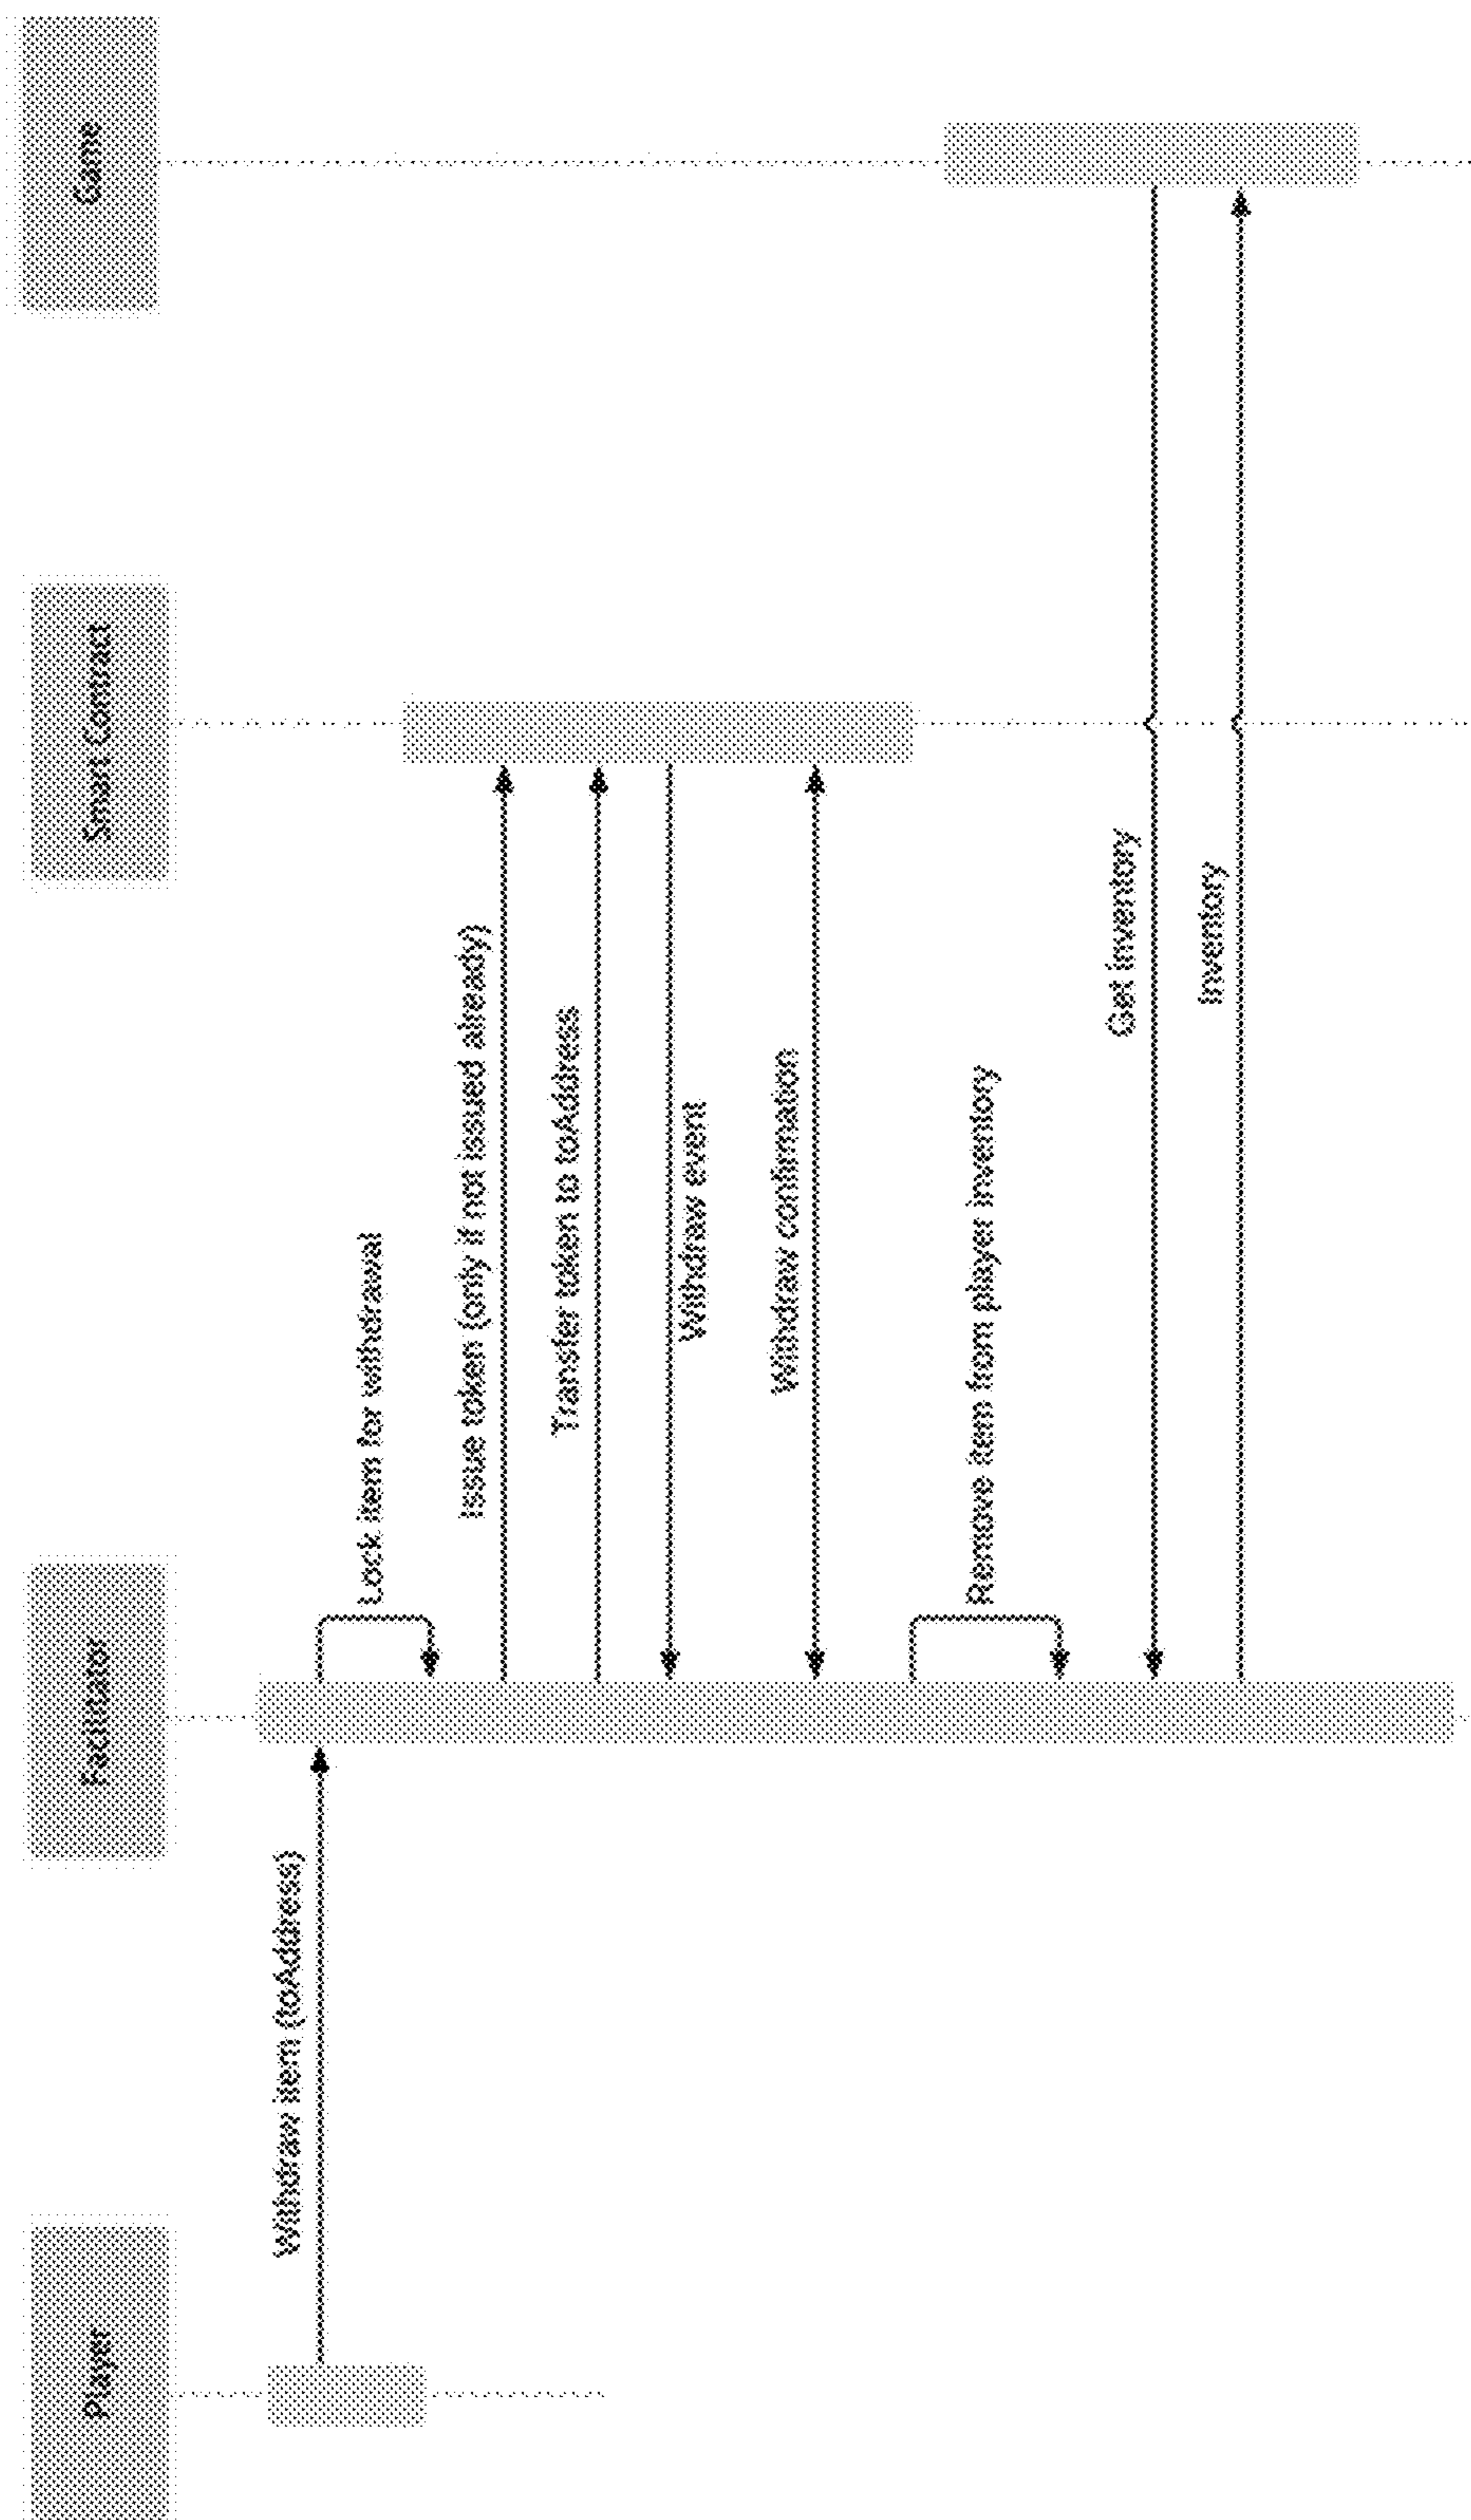 Player
Facilitator
Smart Contract
Game
Withdraw item (toAddress)
Lock item for withdrawal
Issue token (only if not issued already)
Transfer token to toAddress
Withdraw event
Withdraw confirmation
Remove item from player inventory
Get inventory
Inventory